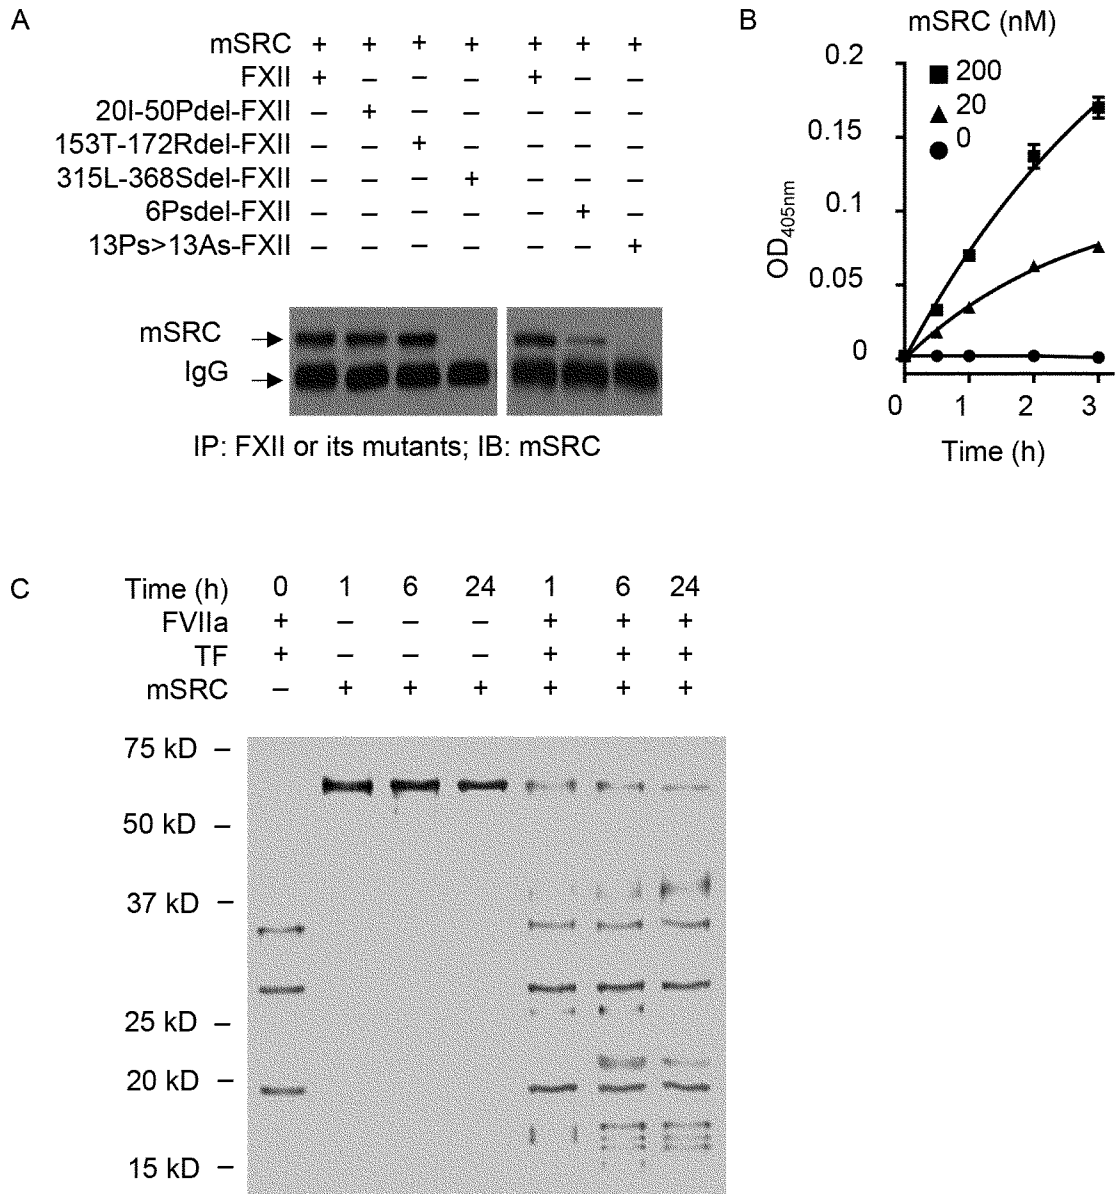 A
mSRC + + + + + + +
FXII + – – – + – –
20I-50Pdel-FXII – + – – – – –
153T-172Rdel-FXII – – + – – – –
315L-368Sdel-FXII – – – + – – –
6Psdel-FXII – – – – – + –
13Ps>13As-FXII – – – – – – +
mSRC
IgG
IP: FXII or its mutants; IB: mSRC
B
mSRC (nM)
200
20
0
OD405nm
0.2
0.15
0.1
0.05
0
0 1 2 3
Time (h)
C
Time (h) 0 1 6 24 1 6 24
FVIIa + – – – + + +
TF + – – – + + +
mSRC – + + + + + +
75 kD –
50 kD –
37 kD –
25 kD –
20 kD –
15 kD –